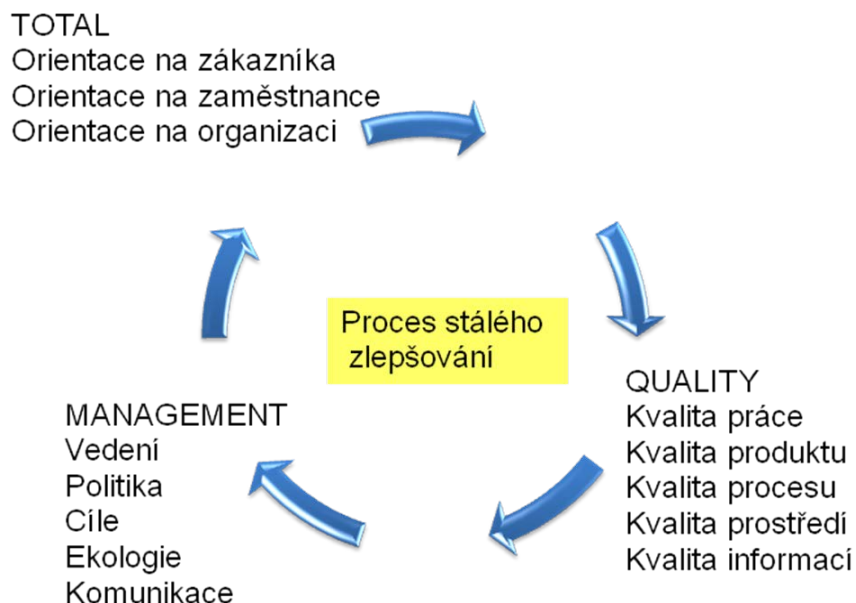 TOTAL
Orientace na zákazníka
Orientace na zaměstnance
Orientace na organizaci
Proces stálého
zlepšování
QUALITY
Kvalita práce
Kvalita produktu
Kvalita procesu
Kvalita prostředí
Kvalita informací
MANAGEMENT
Vedení
Politika
Cíle
Ekologie
Komunikace